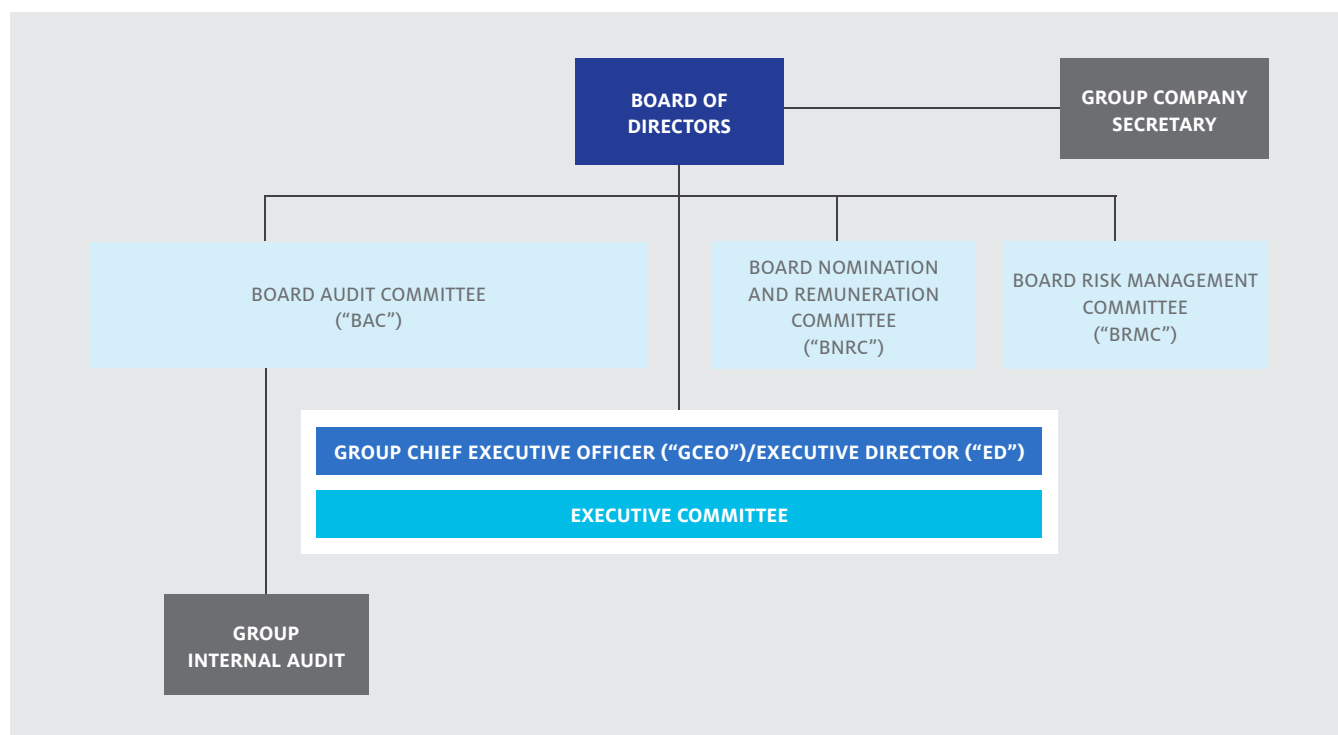 BOARD OF
DIRECTORS
GROUP COMPANY
SECRETARY
BOARD AUDIT COMMITTEE
(“BAC”)
BOARD NOMINATION
AND REMUNERATION
COMMITTEE
(“BNRC”)
BOARD RISK MANAGEMENT
COMMITTEE
(“BRMC”)
GROUP CHIEF EXECUTIVE OFFICER (“GCEO”)/EXECUTIVE DIRECTOR (“ED”)
EXECUTIVE COMMITTEE
GROUP
INTERNAL AUDIT